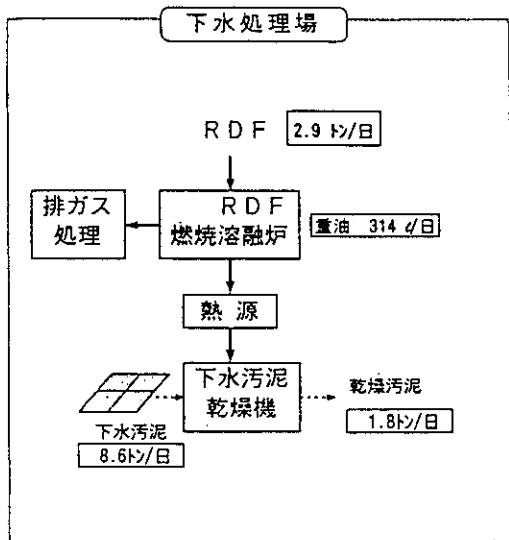 下水処理場
RDF 2.9 トン/日
排ガス
処理
RDF
燃焼溶融炉
重油 314 ℓ/日
熱源
下水汚泥
乾燥機
下水汚泥
8.6トン/日
乾燥汚泥
1.8トン/日